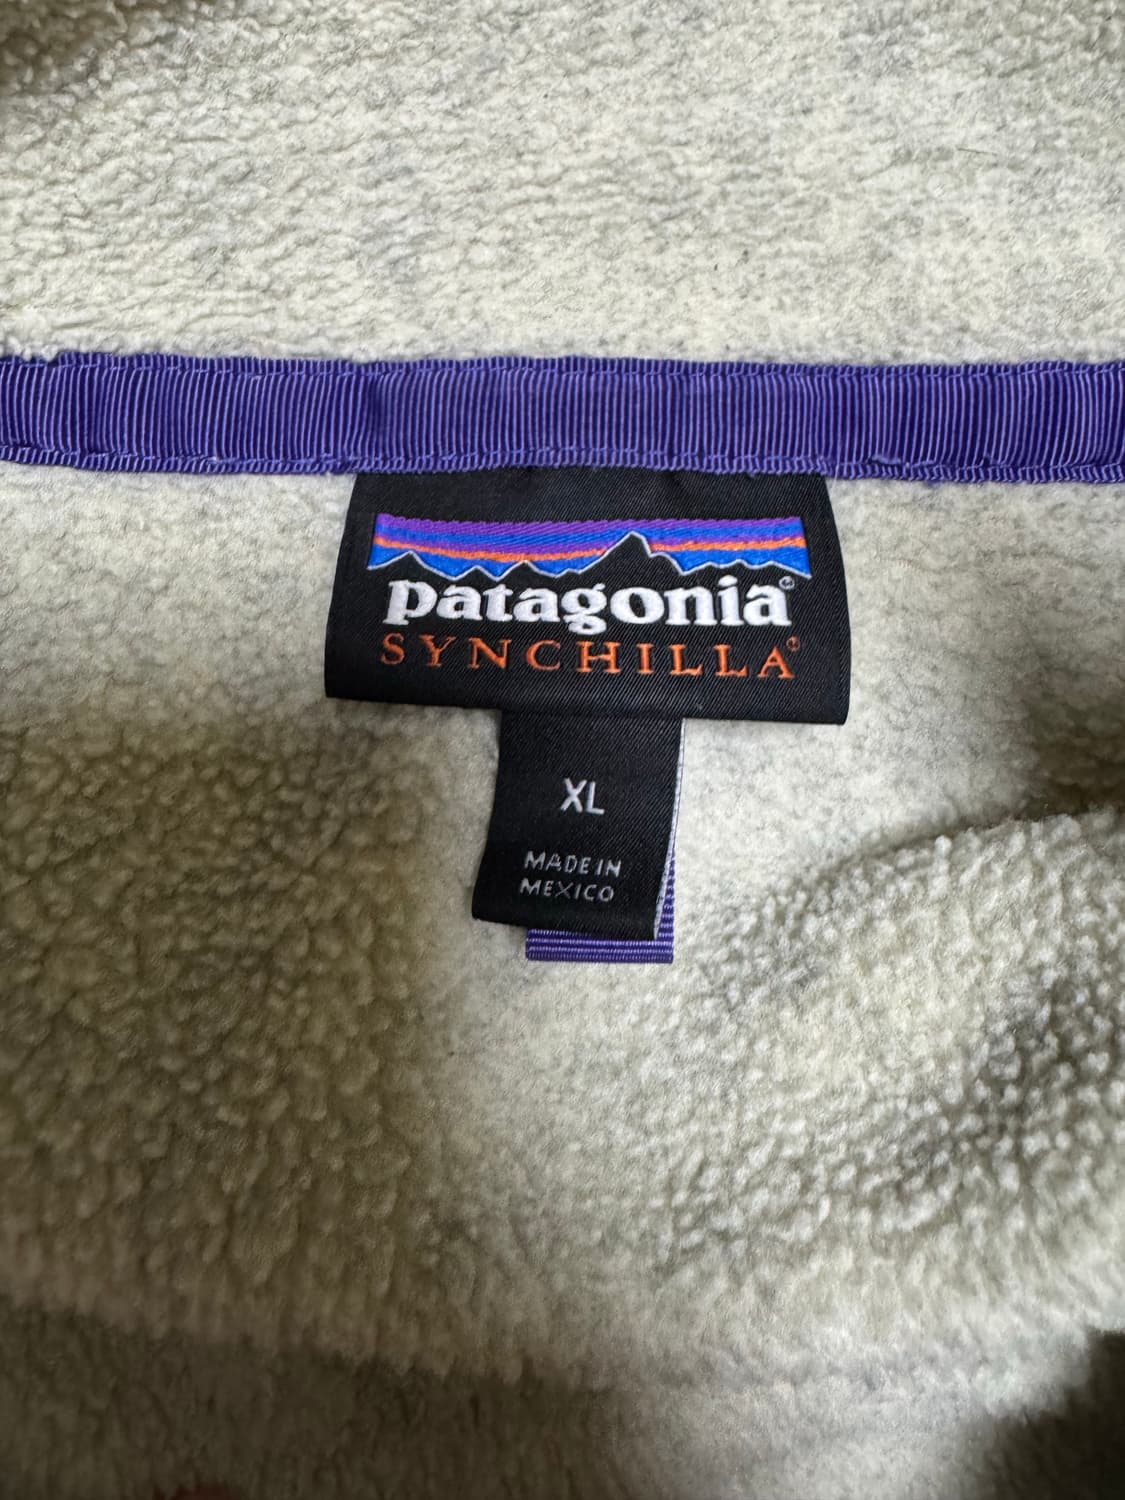 patagonia®
SYNCHILLA®
XL
MADE IN
MEXICO